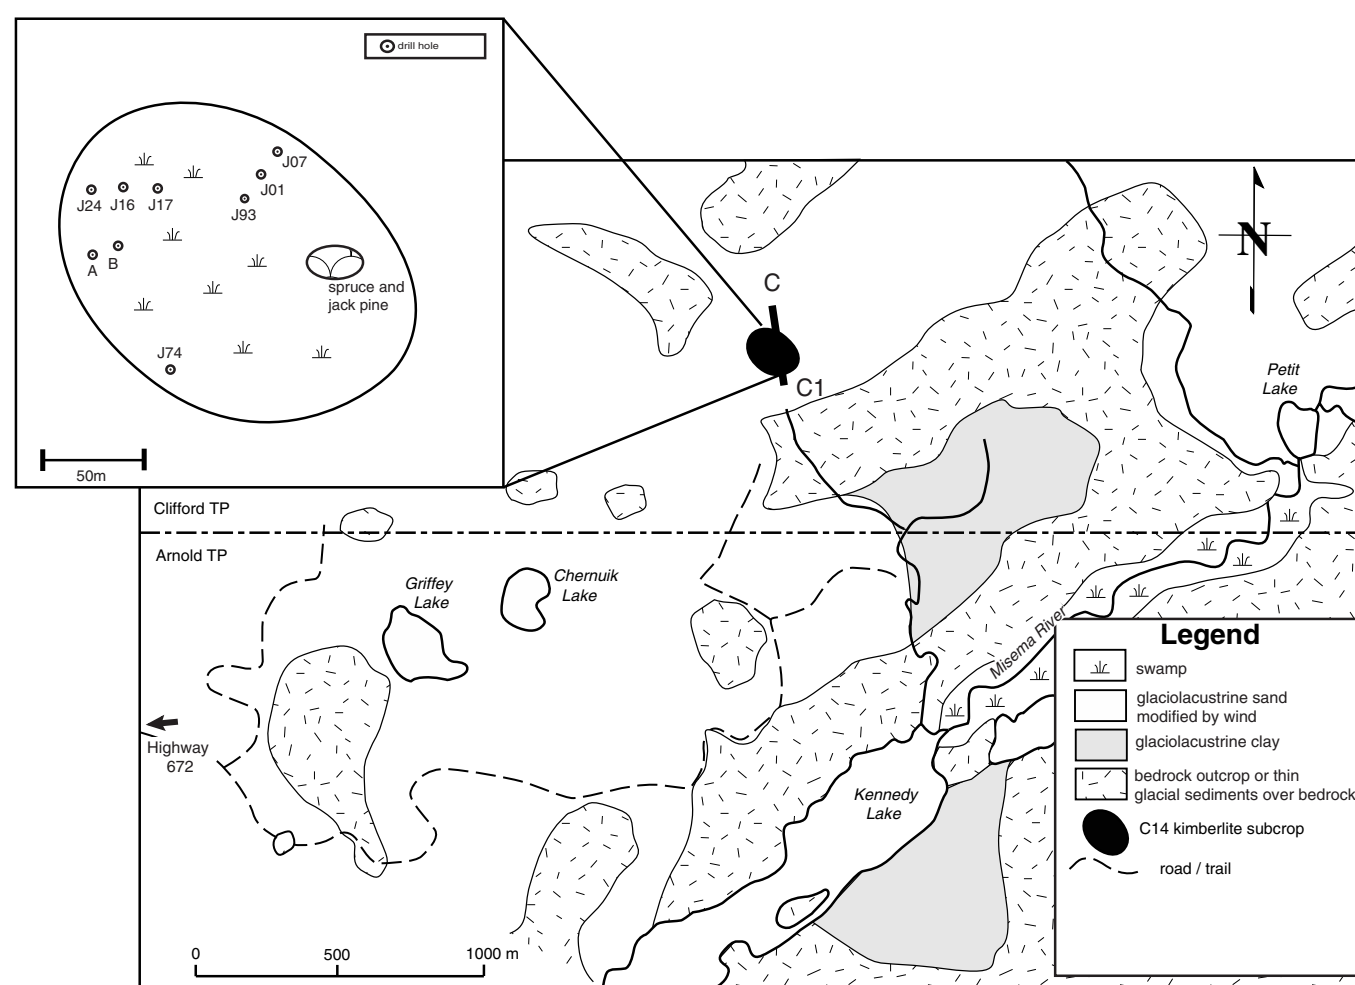 drill hole
J07
J01
J24 J16 J17
J93
A
B
spruce and
jack pine
J74
50m
C
C1
N
Petit
Lake
Clifford TP
Arnold TP
Griffey
Lake
Chernuik
Lake
Misema River
Highway
672
Kennedy
Lake
0 500 1000 m
Legend
swamp
glaciolacustrine sand
modified by wind
glaciolacustrine clay
bedrock outcrop or thin
glacial sediments over bedrock
C14 kimberlite subcrop
road / trail